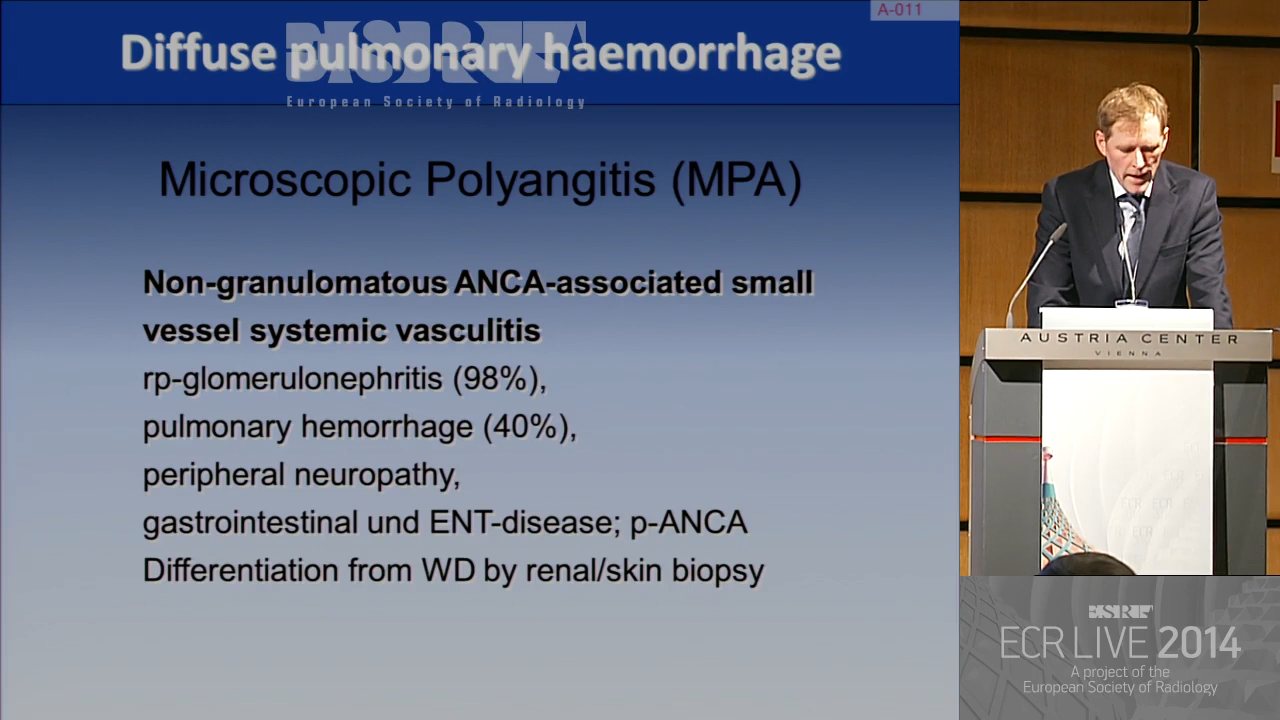 A-011
Diffuse pulmonary haemorrhage
European Society of Radiology
Microscopic Polyangitis (MPA)
Non-granulomatous ANCA-associated small
vessel systemic vasculitis
rp-glomerulonephritis (98%),
pulmonary hemorrhage (40%),
peripheral neuropathy,
gastrointestinal und ENT-disease; p-ANCA
Differentiation from WD by renal/skin biopsy
AUSTRIA CENTER
VIENNA
ECR LIVE 2014
A project of the
European Society of Radiology